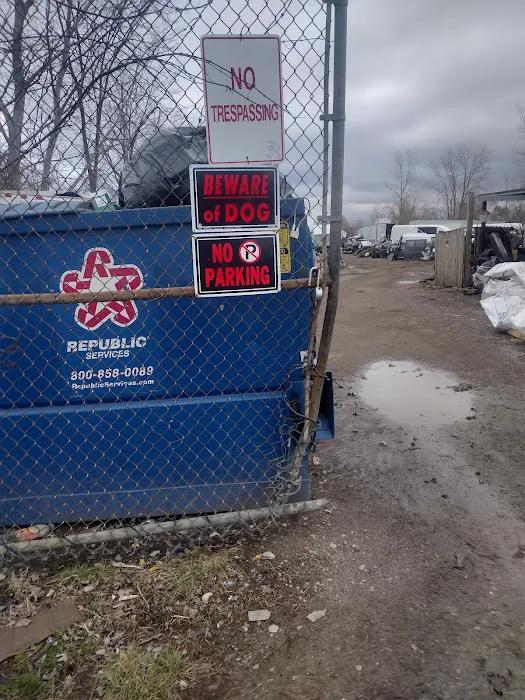 NO
TRESPASSING
BEWARE
of DOG
NO P
PARKING
REPUBLIC
SERVICES
800-858-0089
RepublicServices.com